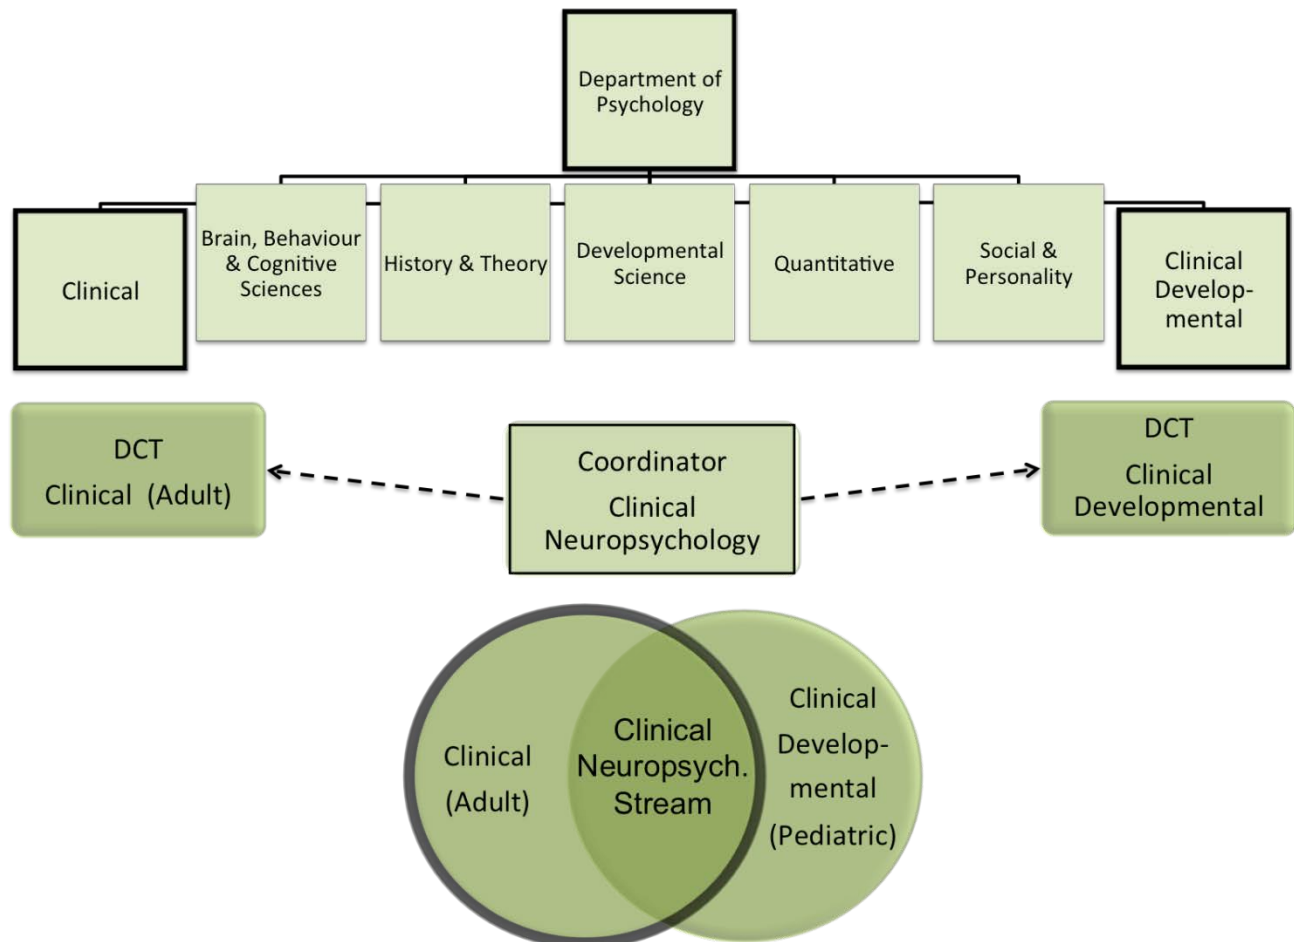 Department of
Psychology
Clinical
Brain, Behaviour
& Cognitive
Sciences
History & Theory
Developmental
Science
Quantitative
Social &
Personality
Clinical
Develop-
mental
DCT
Clinical (Adult)
Coordinator
Clinical
Neuropsychology
DCT
Clinical
Developmental
Clinical
(Adult)
Clinical
Neuropsych.
Stream
Clinical
Develop-
mental
(Pediatric)